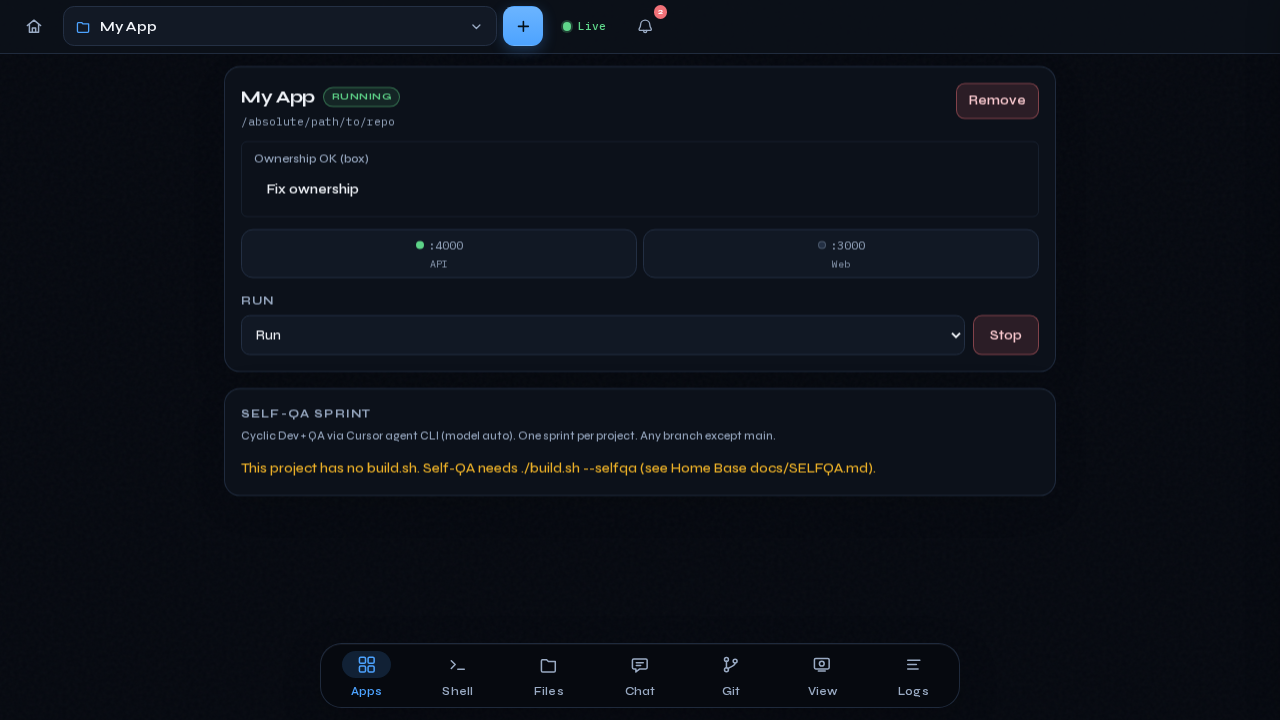 My App
Live
2
My App RUNNING
Remove
/absolute/path/to/repo
Ownership OK (box)
Fix ownership
:4000
API
:3000
Web
RUN
Run
Stop
SELF-QA SPRINT
Cyclic Dev + QA via Cursor agent CLI (model auto). One sprint per project. Any branch except main.
This project has no build.sh. Self-QA needs ./build.sh --selfqa (see Home Base docs/SELFQA.md).
Apps
Shell
Files
Chat
Git
View
Logs